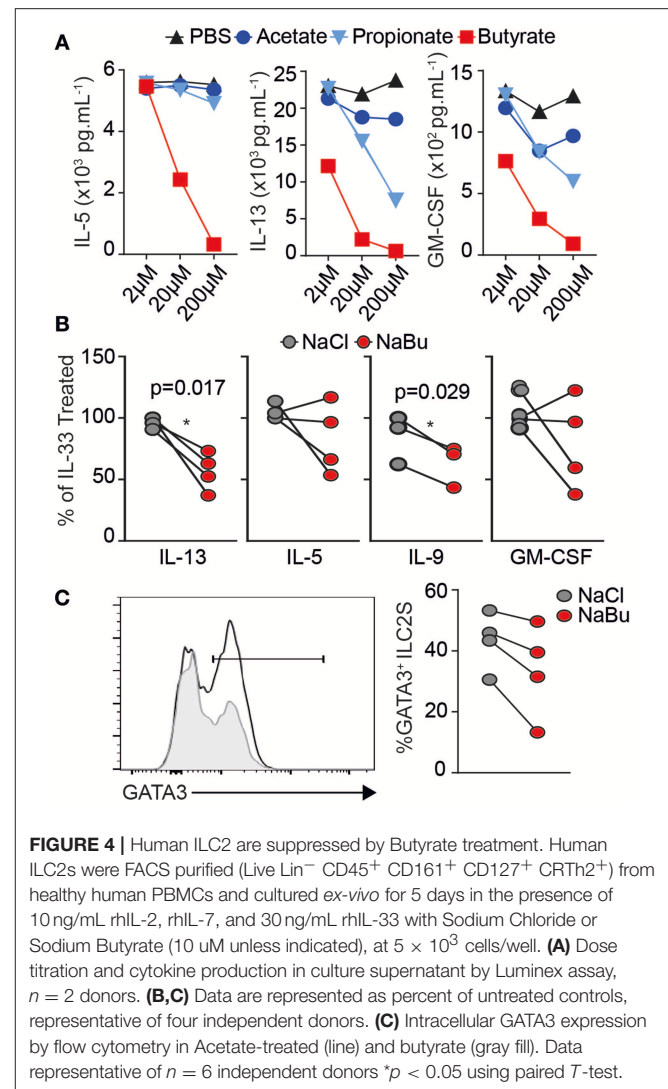 A
PBS Acetate Propionate Butyrate
IL-5 (x10³ pg.mL⁻¹)
6
4
2
0
2µM
20µM
200µM
IL-13 (x10³ pg.mL⁻¹)
25
20
15
10
5
0
2µM
20µM
200µM
GM-CSF (x10² pg.mL⁻¹)
15
10
5
0
2µM
20µM
200µM
B
NaCl NaBu
% of IL-33 Treated
150
100
50
0
p=0.017
*
p=0.029
*
IL-13 IL-5 IL-9 GM-CSF
C
GATA3
%GATA3⁺ ILC2S
60
40
20
0
NaCl
NaBu
FIGURE 4 | Human ILC2 are suppressed by Butyrate treatment. Human
ILC2s were FACS purified (Live Lin⁻ CD45⁺ CD161⁺ CD127⁺ CRTh2⁺) from
healthy human PBMCs and cultured ex-vivo for 5 days in the presence of
10 ng/mL rhIL-2, rhIL-7, and 30 ng/mL rhIL-33 with Sodium Chloride or
Sodium Butyrate (10 uM unless indicated), at 5 × 10³ cells/well. (A) Dose
titration and cytokine production in culture supernatant by Luminex assay,
n = 2 donors. (B,C) Data are represented as percent of untreated controls,
representative of four independent donors. (C) Intracellular GATA3 expression
by flow cytometry in Acetate-treated (line) and butyrate (gray fill). Data
representative of n = 6 independent donors *p < 0.05 using paired T-test.